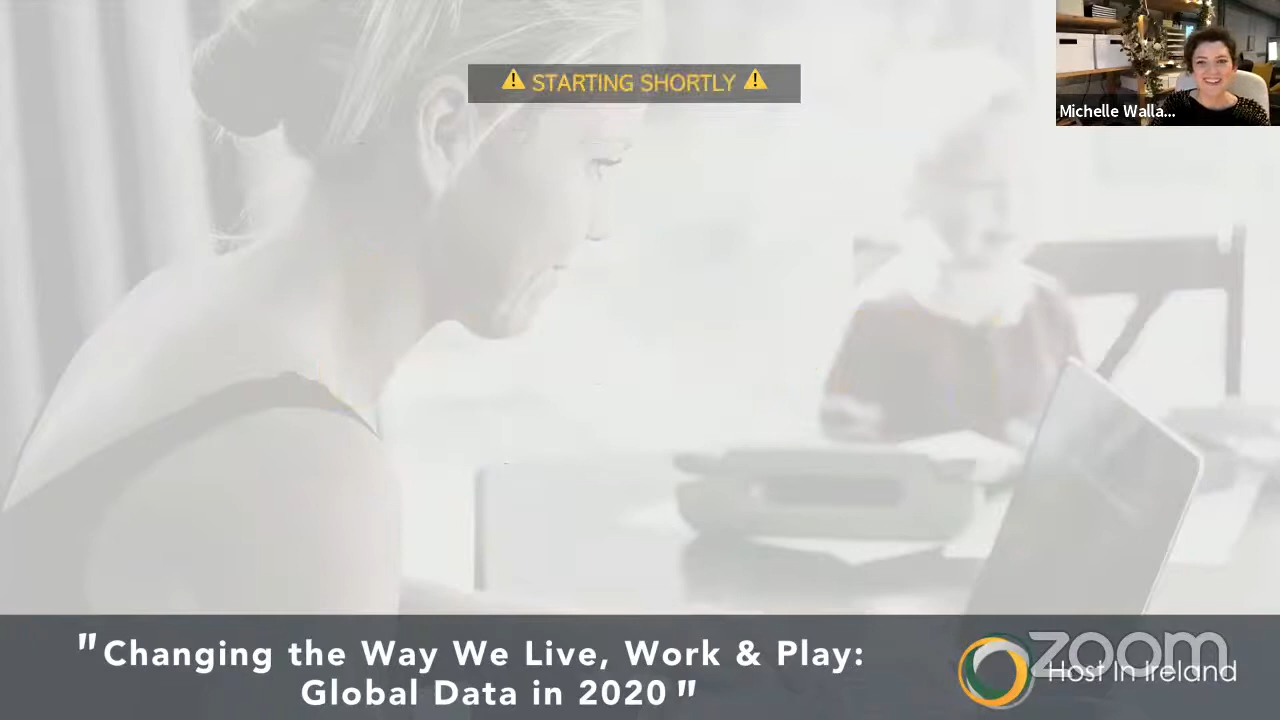 ⚠ STARTING SHORTLY ⚠
Michelle Walla...
"Changing the Way We Live, Work & Play:
Global Data in 2020"
zoom
Host In Ireland